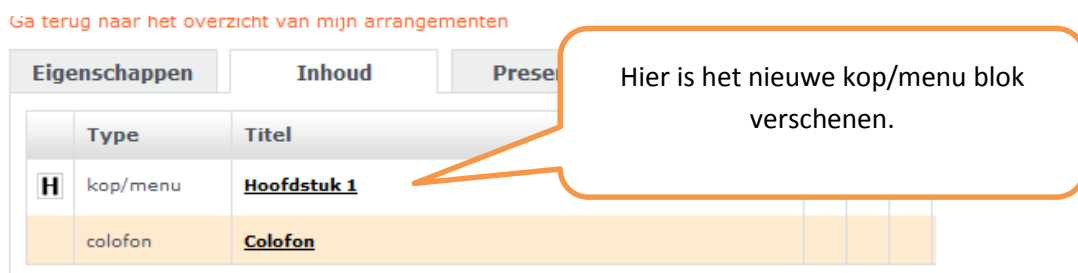 Ga terug naar het overzicht van mijn arrangementen
Eigenschappen Inhoud
Hier is het nieuwe kop/menu blok
verschenen.
Type Titel
H kop/menu Hoofdstuk 1
colofon Colofon